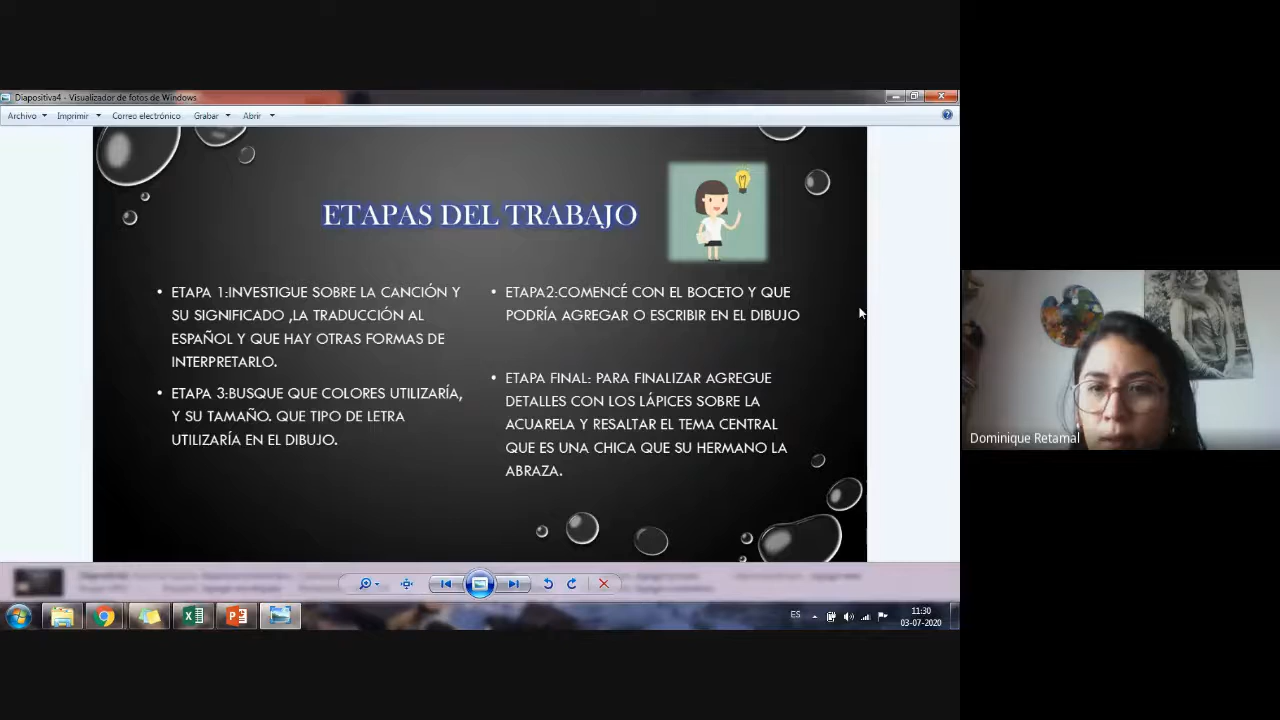 Diapositiva4 - Visualizador de fotos de Windows
Archivo Imprimir Correo electrónico Grabar Abrir
ETAPAS DEL TRABAJO
• ETAPA 1:INVESTIGUE SOBRE LA CANCIÓN Y
SU SIGNIFICADO ,LA TRADUCCIÓN AL
ESPAÑOL Y QUE HAY OTRAS FORMAS DE
INTERPRETARLO.
• ETAPA 3:BUSQUE QUE COLORES UTILIZARÍA,
Y SU TAMAÑO. QUE TIPO DE LETRA
UTILIZARÍA EN EL DIBUJO.
• ETAPA2:COMENCÉ CON EL BOCETO Y QUE
PODRÍA AGREGAR O ESCRIBIR EN EL DIBUJO
• ETAPA FINAL: PARA FINALIZAR AGREGUE
DETALLES CON LOS LÁPICES SOBRE LA
ACUARELA Y RESALTAR EL TEMA CENTRAL
QUE ES UNA CHICA QUE SU HERMANO LA
ABRAZA.
Dominique Retamal
ES
11:30
03-07-2020